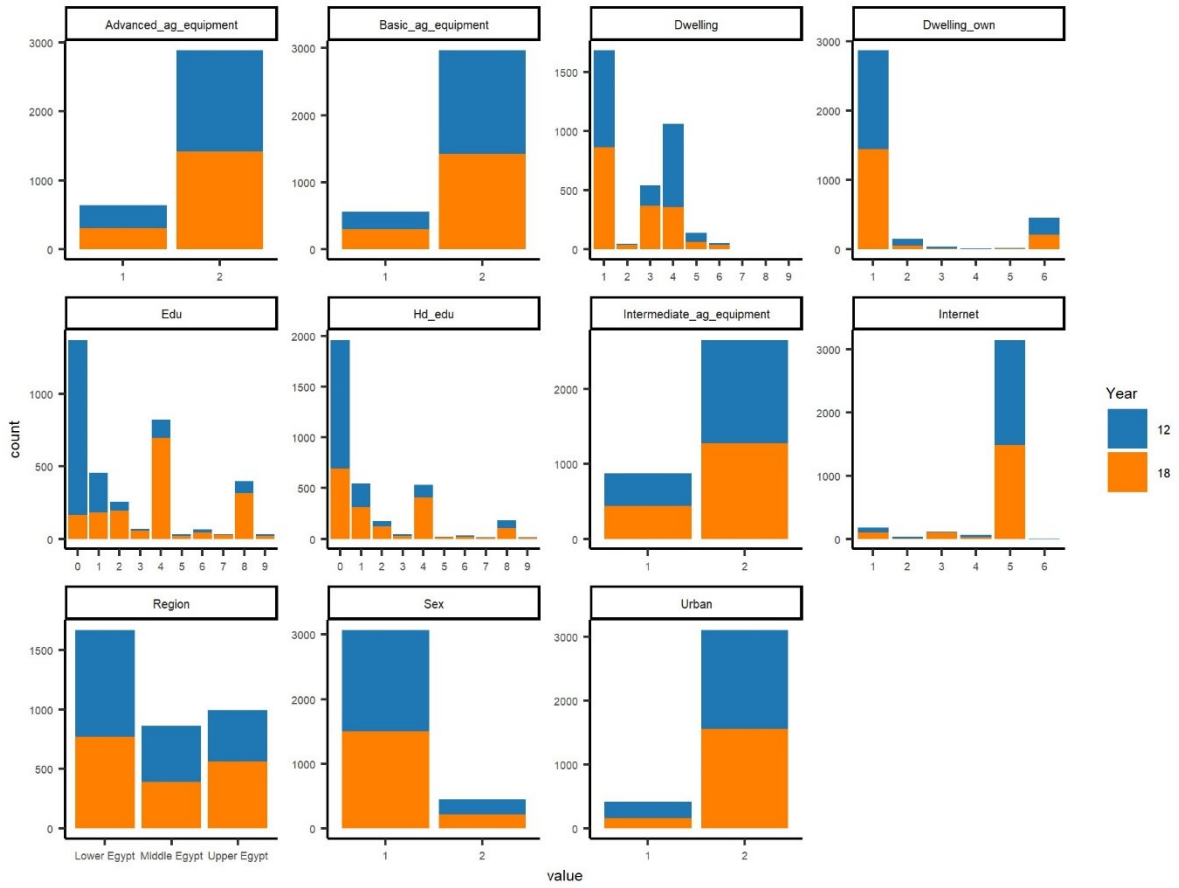 Advanced_ag_equipment
3000
2000
1000
0
1 2
Basic_ag_equipment
3000
2000
1000
0
1 2
Dwelling
1500
1000
500
0
1 2 3 4 5 6 7 8 9
Dwelling_own
3000
2000
1000
0
1 2 3 4 5 6
Edu
1000
500
0
0 1 2 3 4 5 6 7 8 9
Hd_edu
2000
1500
1000
500
0
0 1 2 3 4 5 6 7 8 9
Intermediate_ag_equipment
2000
1000
0
1 2
Internet
3000
2000
1000
0
1 2 3 4 5 6
Region
1500
1000
500
0
Lower Egypt Middle Egypt Upper Egypt
Sex
3000
2000
1000
0
1 2
Urban
3000
2000
1000
0
1 2
count
value
Year
12
18